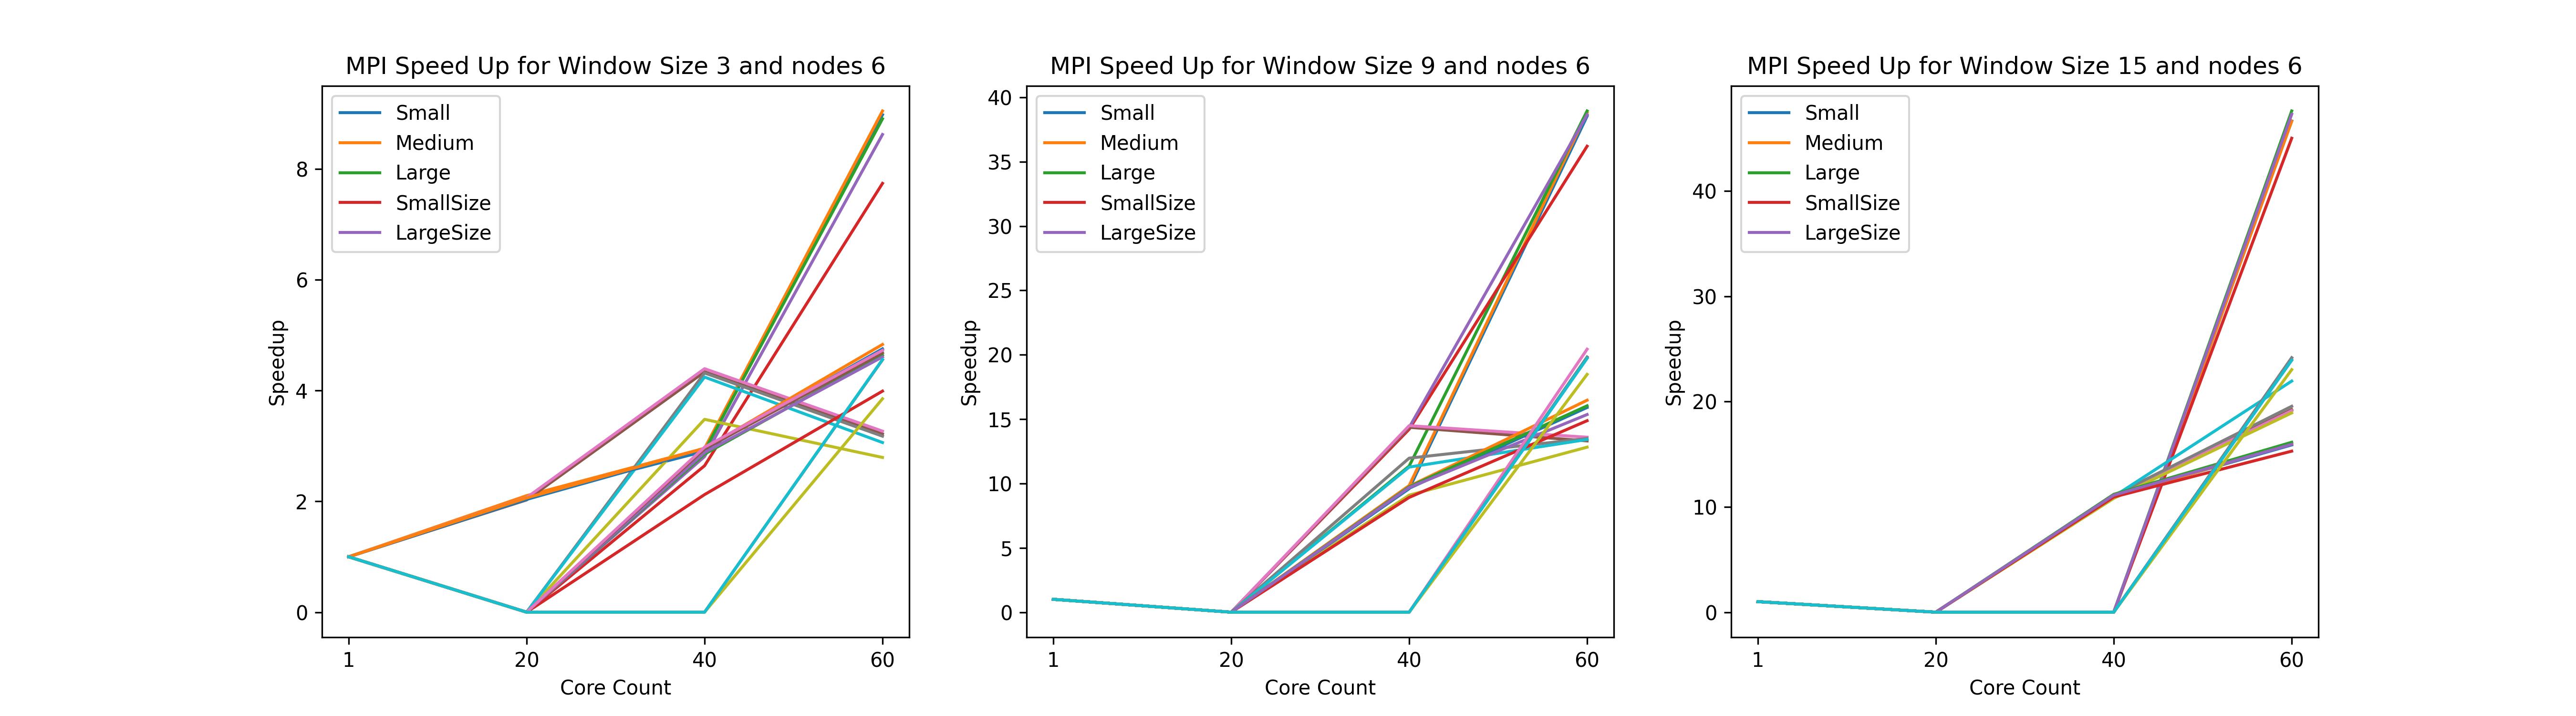 MPI Speed Up for Window Size 3 and nodes 6
Small
Medium
Large
SmallSize
LargeSize
8
6
4
2
0
Speedup
1 20 40 60
Core Count
MPI Speed Up for Window Size 9 and nodes 6
Small
Medium
Large
SmallSize
LargeSize
40
35
30
25
20
15
10
5
0
Speedup
1 20 40 60
Core Count
MPI Speed Up for Window Size 15 and nodes 6
Small
Medium
Large
SmallSize
LargeSize
40
30
20
10
0
Speedup
1 20 40 60
Core Count